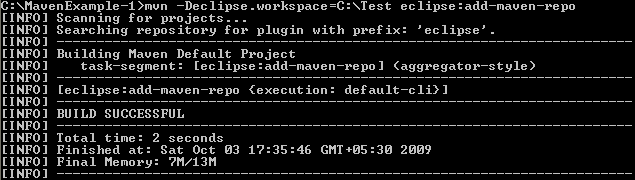 C:\MavenExample-1>mvn -Declipse.workspace=C:\Test eclipse:add-maven-repo
[INFO] Scanning for projects...
[INFO] Searching repository for plugin with prefix: 'eclipse'.
[INFO] ------------------------------------------------------------------------
[INFO] Building Maven Default Project
[INFO]    task-segment: [eclipse:add-maven-repo] (aggregator-style)
[INFO] ------------------------------------------------------------------------
[INFO] [eclipse:add-maven-repo {execution: default-cli}]
[INFO] ------------------------------------------------------------------------
[INFO] BUILD SUCCESSFUL
[INFO] ------------------------------------------------------------------------
[INFO] Total time: 2 seconds
[INFO] Finished at: Sat Oct 03 17:35:46 GMT+05:30 2009
[INFO] Final Memory: 7M/13M
[INFO] ------------------------------------------------------------------------